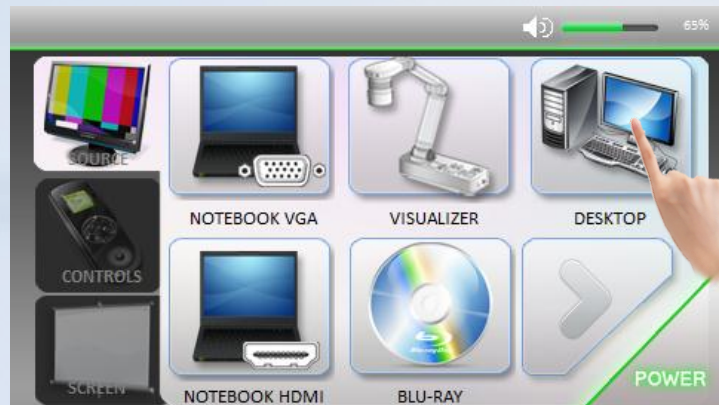 65%
SOURCE
NOTEBOOK VGA
VISUALIZER
DESKTOP
CONTROLS
SCREEN
NOTEBOOK HDMI
BLU-RAY
POWER